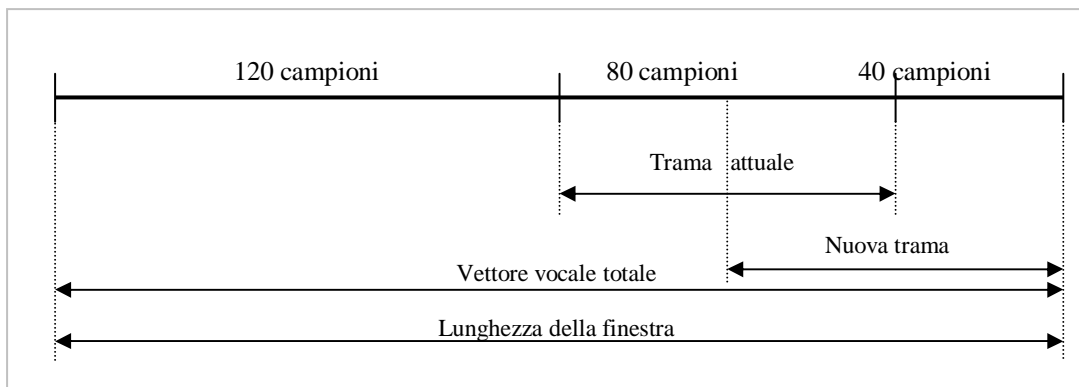 120 campioni 80 campioni 40 campioni
Trama attuale
Nuova trama
Vettore vocale totale
Lunghezza della finestra